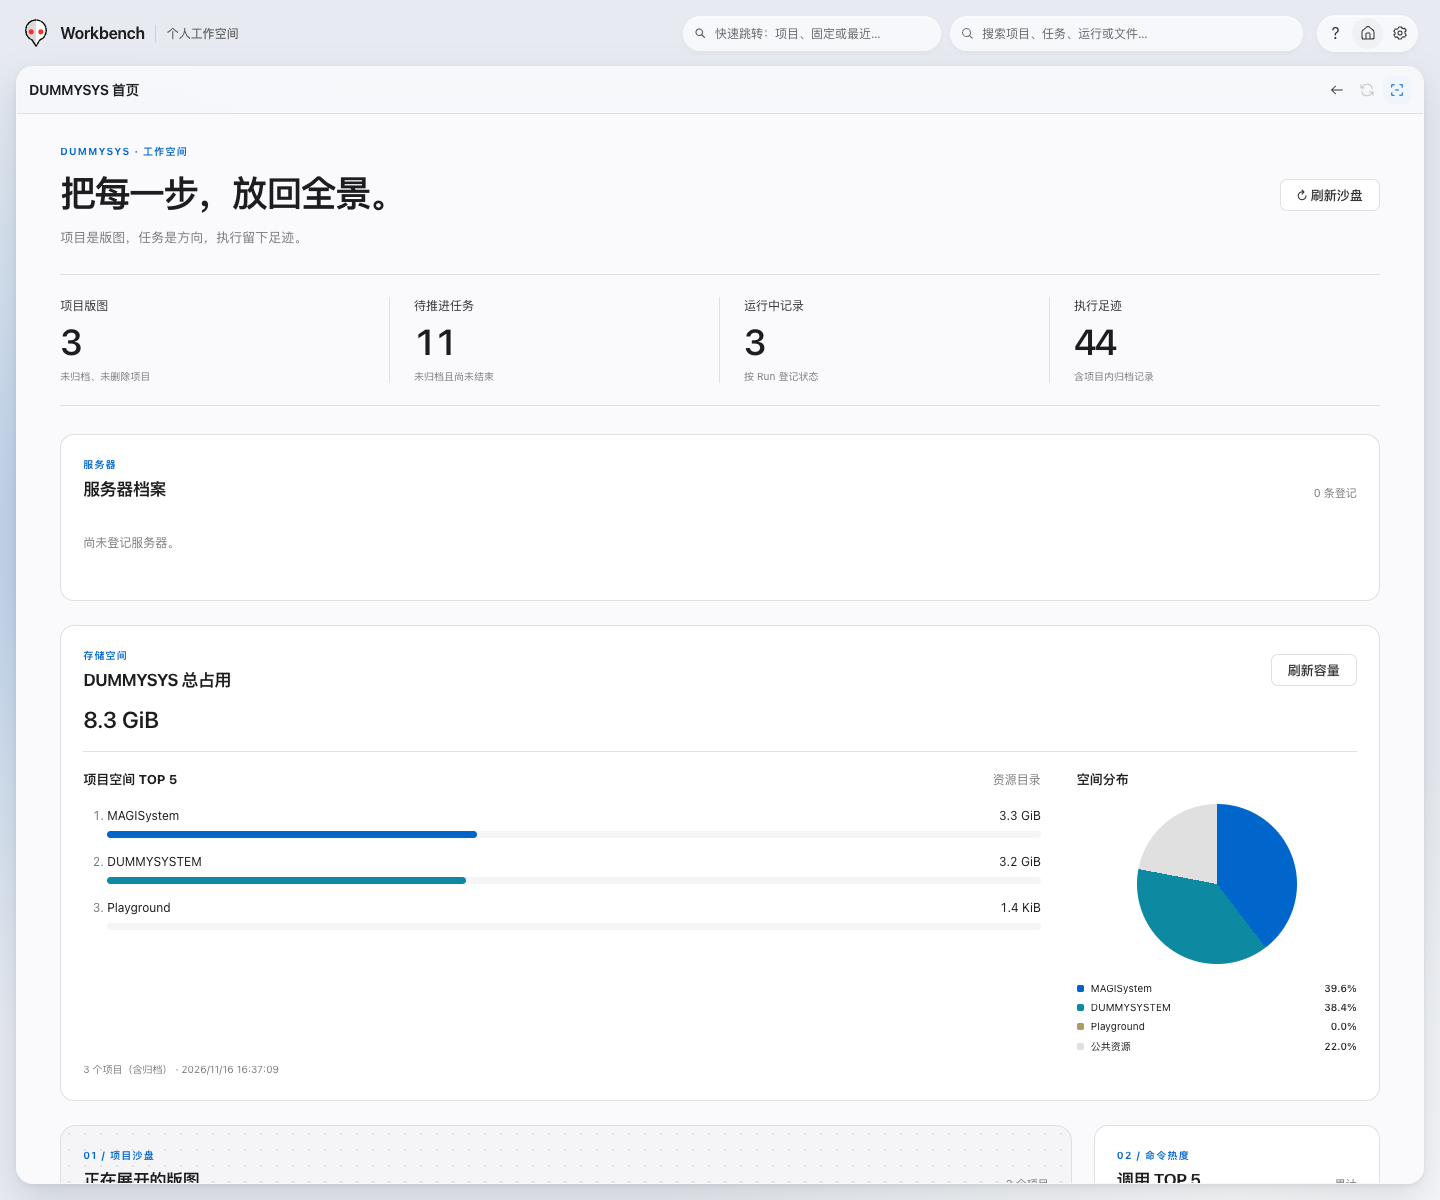 Workbench
个人工作空间
快速跳转：项目、固定或最近...
搜索项目、任务、运行或文件...
?
DUMMYSYS 首页
DUMMYSYS · 工作空间
把每一步，放回全景。
刷新沙盘
项目是版图，任务是方向，执行留下足迹。
项目版图
3
未归档、未删除项目
待推进任务
11
未归档且尚未结束
运行中记录
3
按 Run 登记状态
执行足迹
44
含项目内归档记录
服务器
服务器档案
0 条登记
尚未登记服务器。
存储空间
DUMMYSYS 总占用
刷新容量
8.3 GiB
项目空间 TOP 5
资源目录
1. MAGISystem
3.3 GiB
2. DUMMYSYSTEM
3.2 GiB
3. Playground
1.4 KiB
空间分布
MAGISystem 39.6%
DUMMYSYSTEM 38.4%
Playground 0.0%
公共资源 22.0%
3 个项目（含归档） · 2026/11/16 16:37:09
01 / 项目沙盘
正在展开的版图
02 / 命令热度
调用 TOP 5